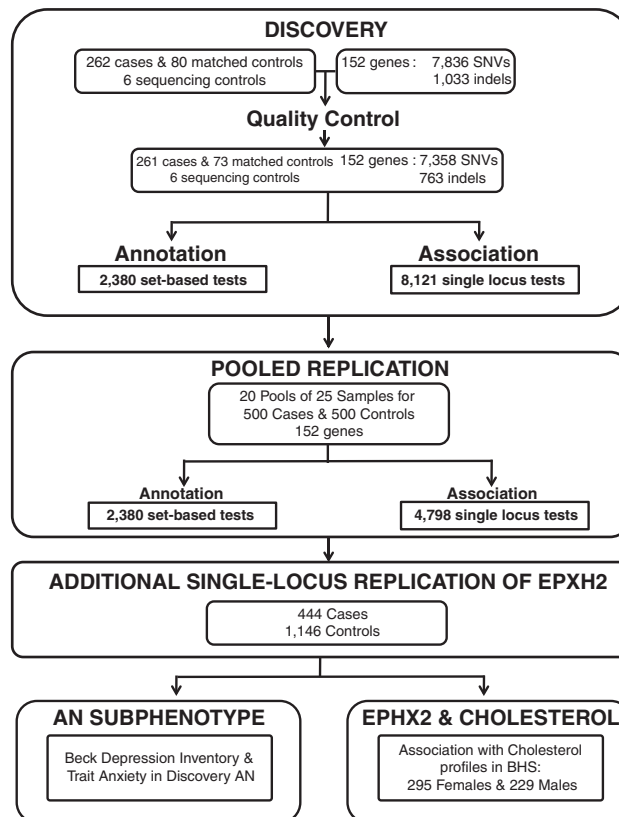 DISCOVERY
262 cases & 80 matched controls
6 sequencing controls
152 genes : 7,836 SNVs
1,033 indels
Quality Control
261 cases & 73 matched controls 152 genes : 7,358 SNVs
6 sequencing controls 763 indels
Annotation
2,380 set-based tests
Association
8,121 single locus tests
POOLED REPLICATION
20 Pools of 25 Samples for
500 Cases & 500 Controls
152 genes
Annotation
2,380 set-based tests
Association
4,798 single locus tests
ADDITIONAL SINGLE-LOCUS REPLICATION OF EPXH2
444 Cases
1,146 Controls
AN SUBPHENOTYPE
Beck Depression Inventory &
Trait Anxiety in Discovery AN
EPHX2 & CHOLESTEROL
Association with Cholesterol
profiles in BHS:
295 Females & 229 Males